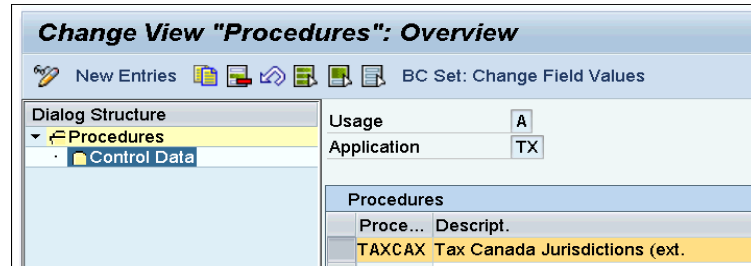 Change View "Procedures": Overview
New Entries BC Set: Change Field Values
Dialog Structure
Procedures
Control Data
Usage A
Application TX
Procedures
Proce... Descript.
TAXCAX Tax Canada Jurisdictions (ext.